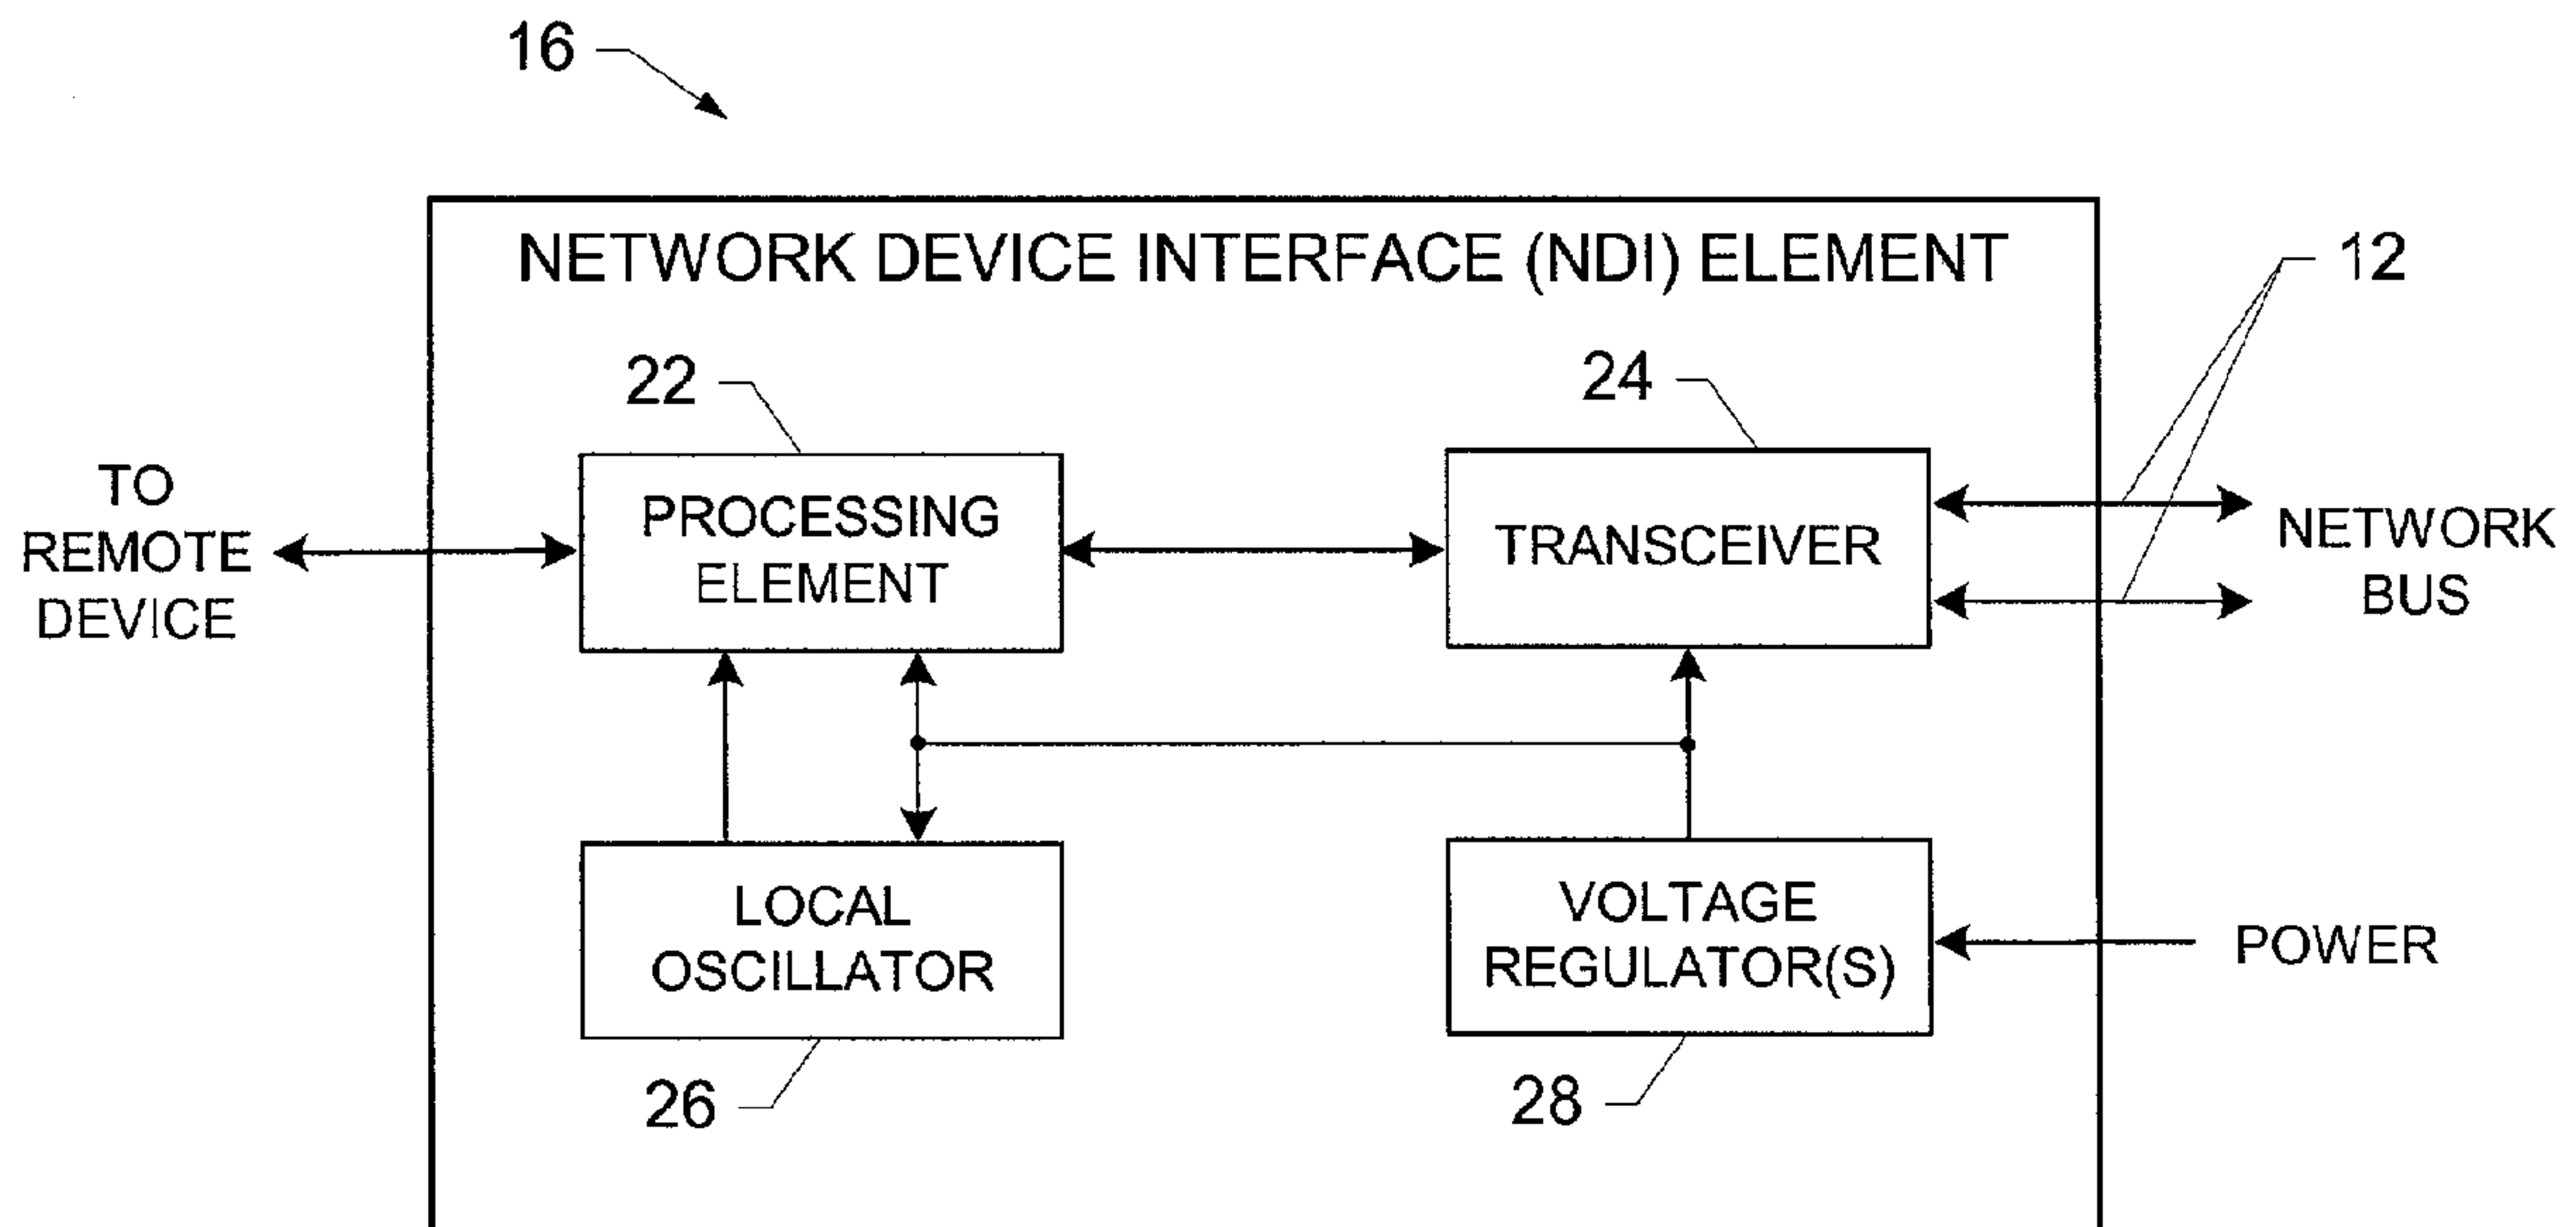 16
NETWORK DEVICE INTERFACE (NDI) ELEMENT
12
22
24
TO
REMOTE
DEVICE
PROCESSING
ELEMENT
TRANSCEIVER
NETWORK
BUS
LOCAL
OSCILLATOR
VOLTAGE
REGULATOR(S)
POWER
26
28